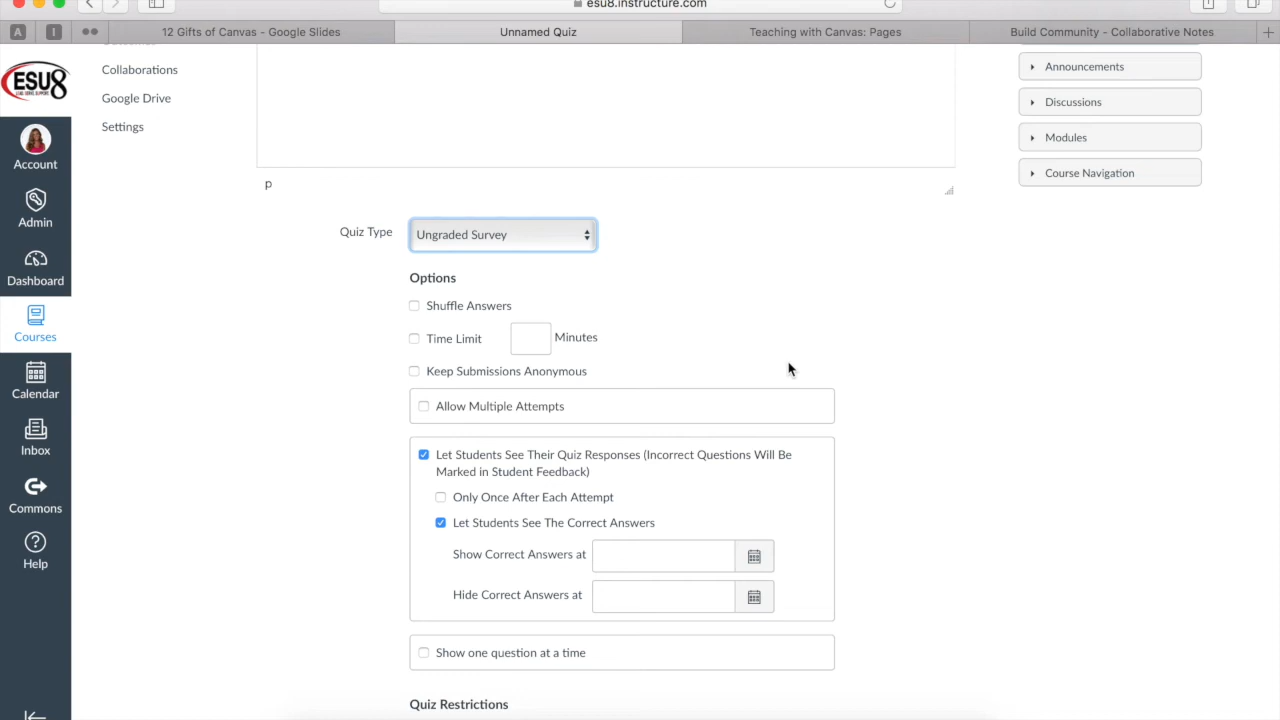 esu8.instructure.com
A
I
12 Gifts of Canvas - Google Slides
Unnamed Quiz
Teaching with Canvas: Pages
Build Community - Collaborative Notes
ESU8
Account
Admin
Dashboard
Courses
Calendar
Inbox
Commons
Help
Collaborations
Google Drive
Settings
p
Quiz Type
Ungraded Survey
Options
Shuffle Answers
Time Limit
Minutes
Keep Submissions Anonymous
Allow Multiple Attempts
Let Students See Their Quiz Responses (Incorrect Questions Will Be
Marked in Student Feedback)
Only Once After Each Attempt
Let Students See The Correct Answers
Show Correct Answers at
Hide Correct Answers at
Show one question at a time
Quiz Restrictions
Announcements
Discussions
Modules
Course Navigation